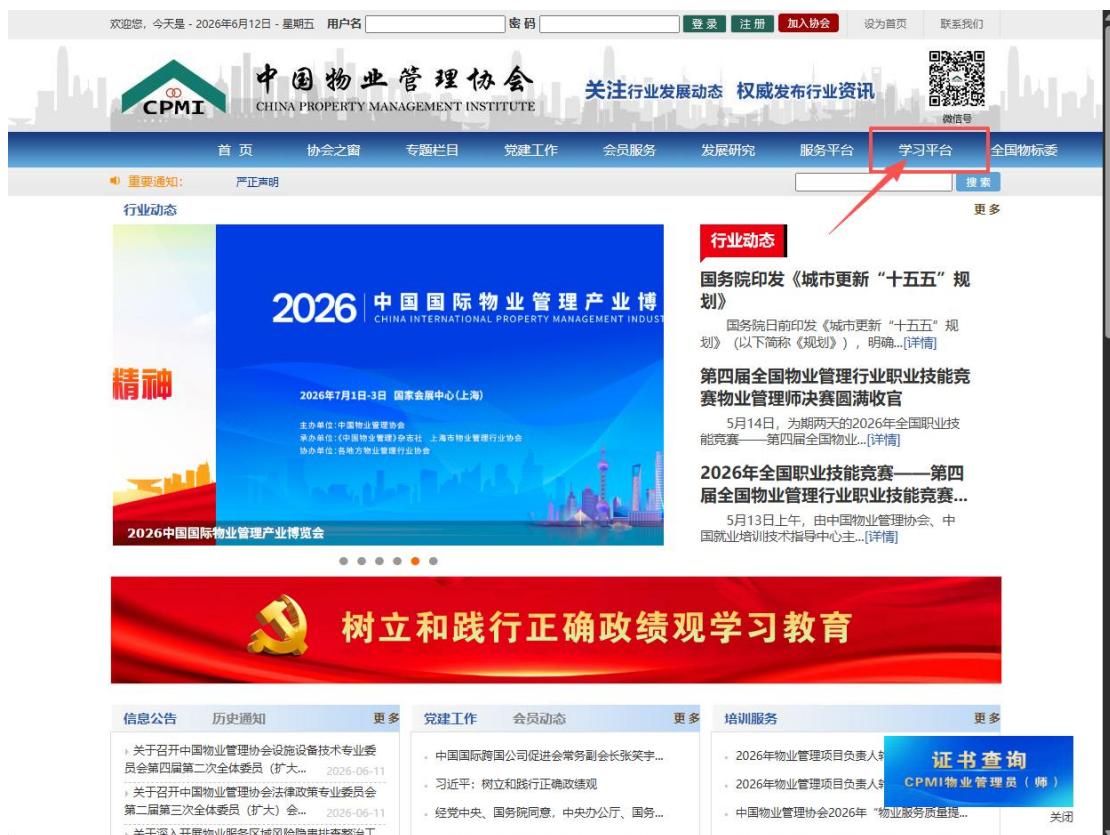 欢迎您，今天是 - 2026年6月12日 - 星期五 用户名 密 码 登 录 注 册 加入协会 设为首页 联系我们
CPMI
中国物业管理协会
CHINA PROPERTY MANAGEMENT INSTITUTE
关注行业发展动态 权威发布行业资讯
微信号
首 页 协会之窗 专题栏目 党建工作 会员服务 发展研究 服务平台 学习平台 全国物标委
重要通知： 严正声明 搜 索
行业动态 更 多
精神
2026 中国国际物业管理产业博
CHINA INTERNATIONAL PROPERTY MANAGEMENT INDUST
2026年7月1日-3日 国家会展中心(上海)
主办单位:中国物业管理协会
承办单位:《中国物业管理》杂志社 上海市物业管理行业协会
协办单位:各地方物业管理行业协会
2026中国国际物业管理产业博览会
行业动态
国务院印发《城市更新“十五五”规
划》
国务院日前印发《城市更新“十五五”规
划》（以下简称《规划》），明确...[详情]
第四届全国物业管理行业职业技能竞
赛物业管理师决赛圆满收官
5月14日，为期两天的2026年全国职业技
能竞赛——第四届全国物业...[详情]
2026年全国职业技能竞赛——第四
届全国物业管理行业职业技能竞赛...
5月13日上午，由中国物业管理协会、中
国就业培训技术指导中心主...[详情]
树立和践行正确政绩观学习教育
信息公告 历史通知 更 多
关于召开中国物业管理协会设施设备技术专业委
员会第四届第二次全体委员（扩大... 2026-06-11
关于召开中国物业管理协会法律政策专业委员会
第二届第三次全体委员（扩大）会... 2026-06-11
关于深入开展物业服务区域风险隐患排查整治工
党建工作 会员动态 更 多
中国国际跨国公司促进会常务副会长张笑宇...
习近平：树立和践行正确政绩观
经党中央、国务院同意，中央办公厅、国务...
培训服务 更 多
2026年物业管理项目负责人
2026年物业管理项目负责人
中国物业管理协会2026年“物业服务质量提...
证书查询
CPMI物业管理员（师）
关闭